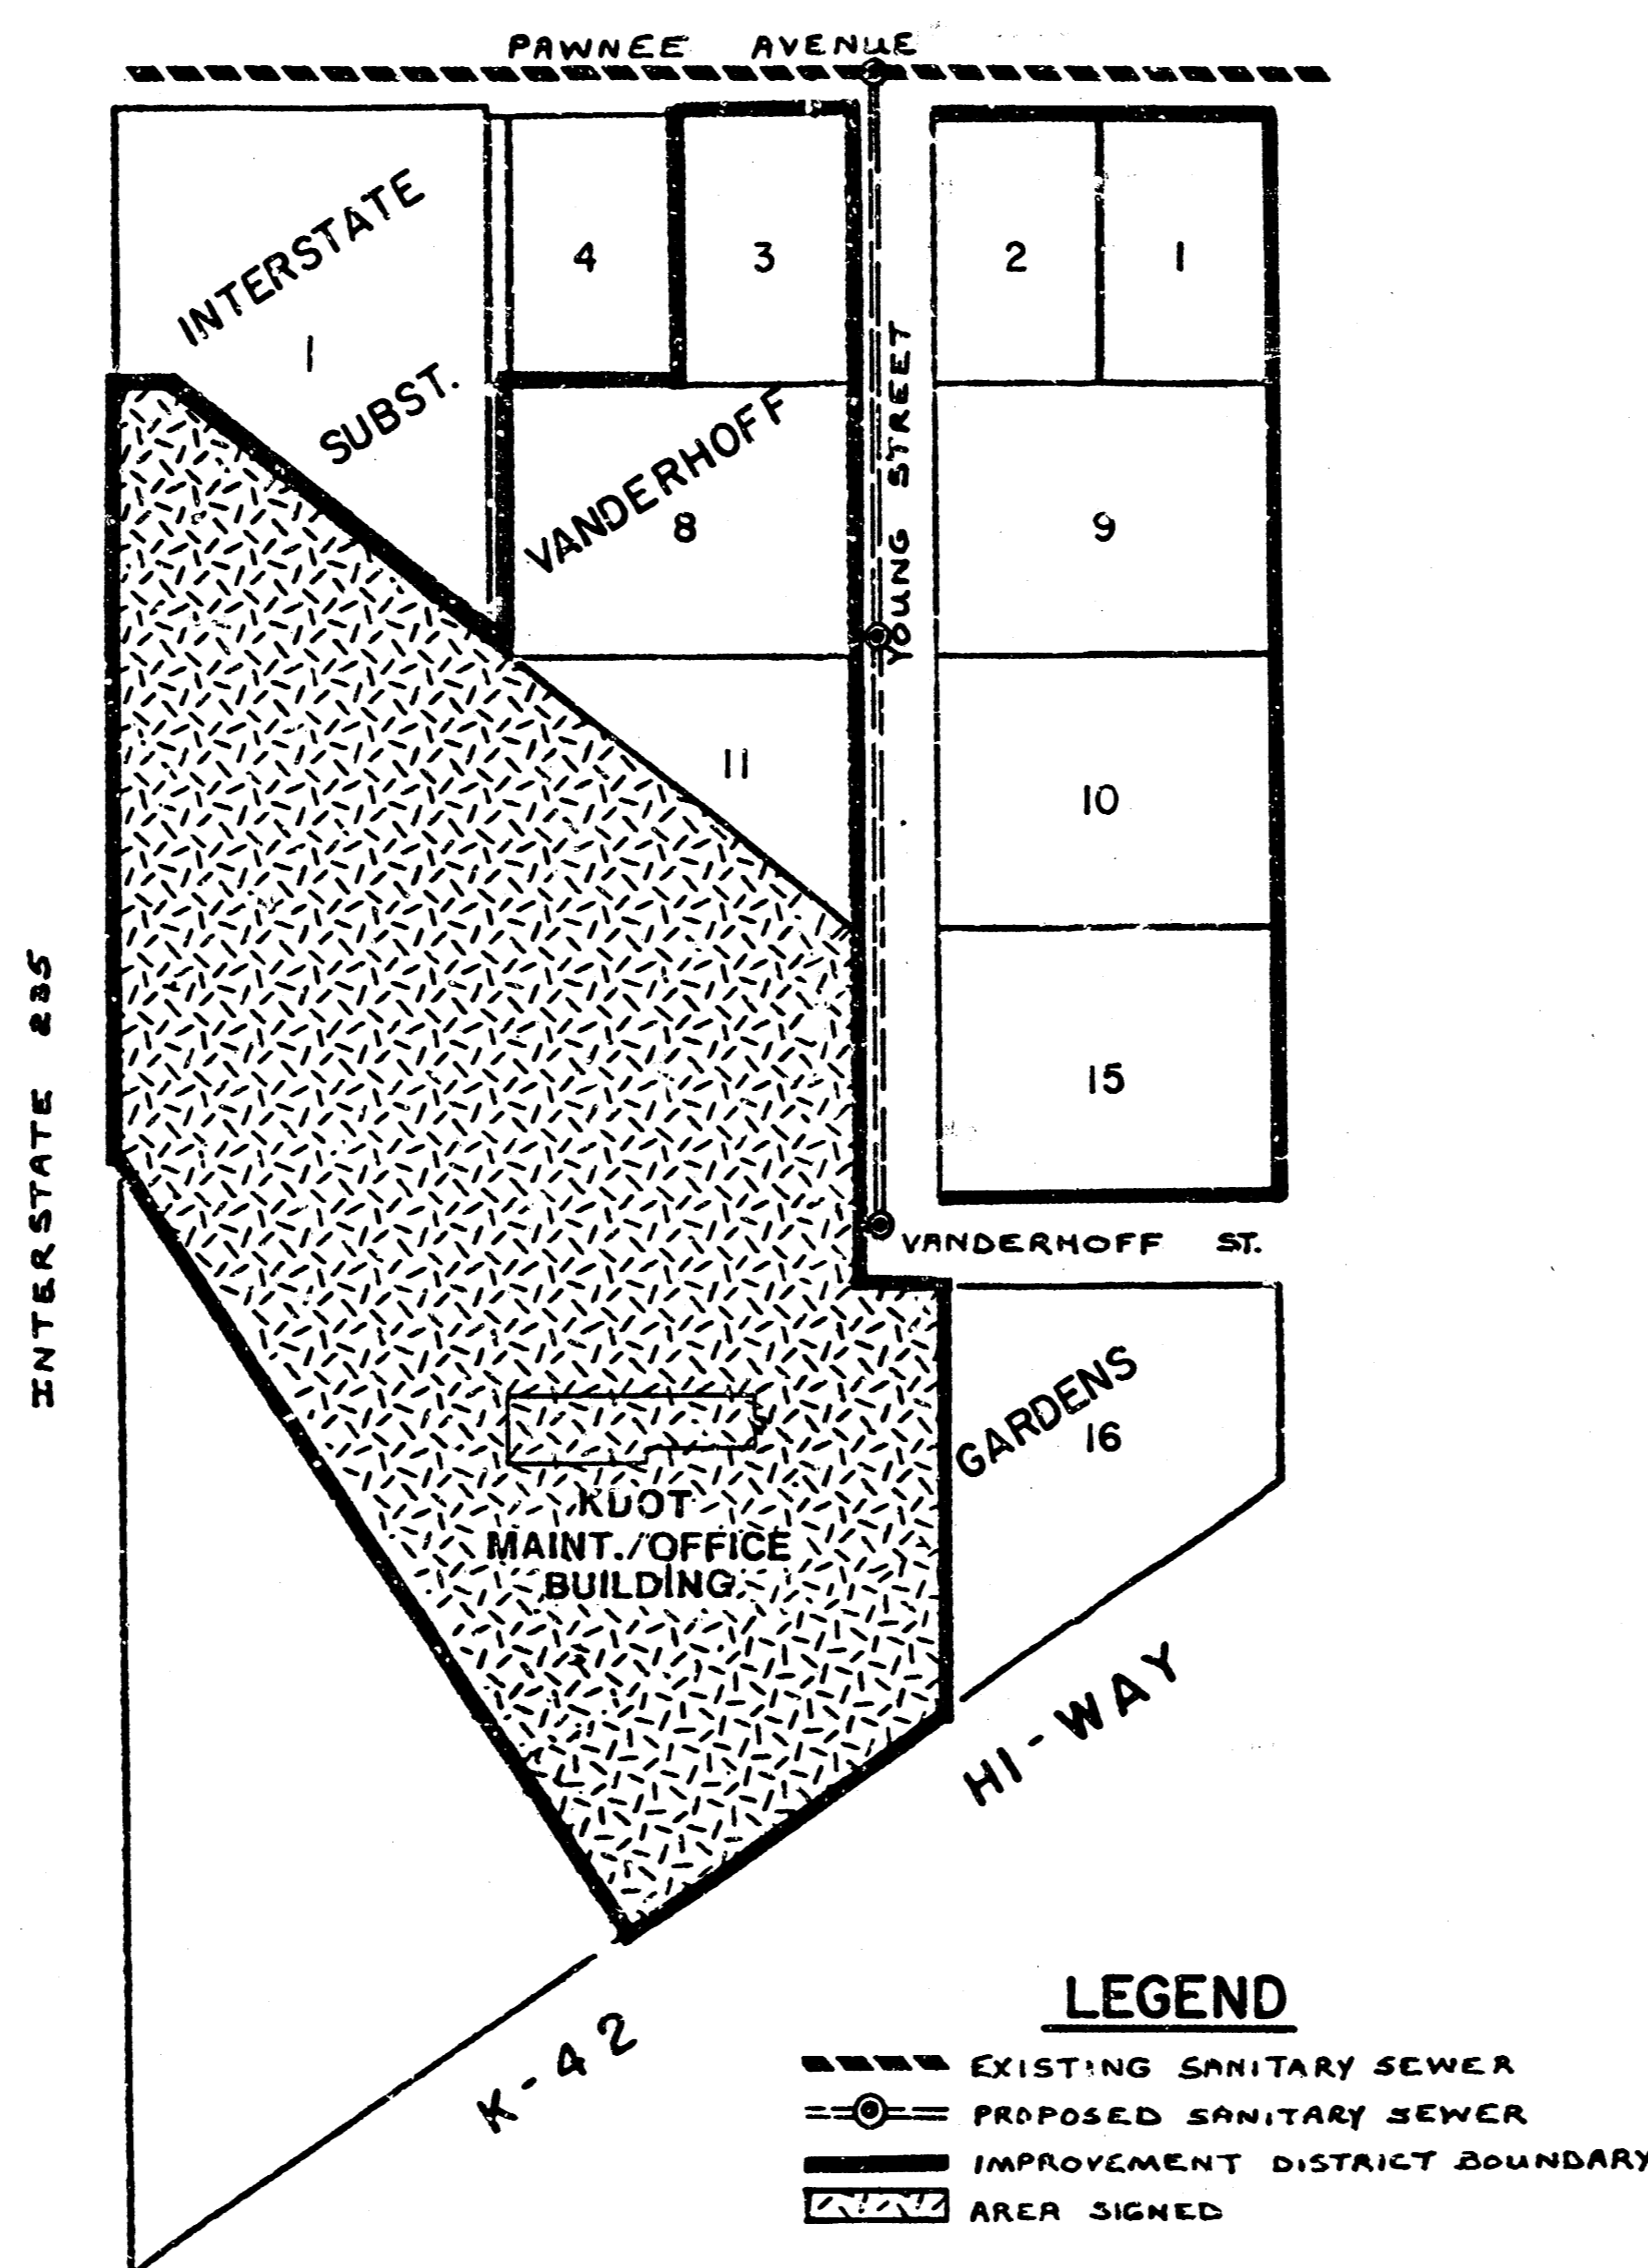 PAWNEE AVENUE
INTERSTATE
1
SUBST.
4
3
2
1
VANDERHOFF
8
YOUNG STREET
9
11
10
15
INTERSTATE 235
VANDERHOFF ST.
GARDENS
16
KDOT
MAINT./OFFICE
BUILDING
HI-WAY
K-42
LEGEND
EXISTING SANITARY SEWER
PROPOSED SANITARY SEWER
IMPROVEMENT DISTRICT BOUNDARY
AREA SIGNED